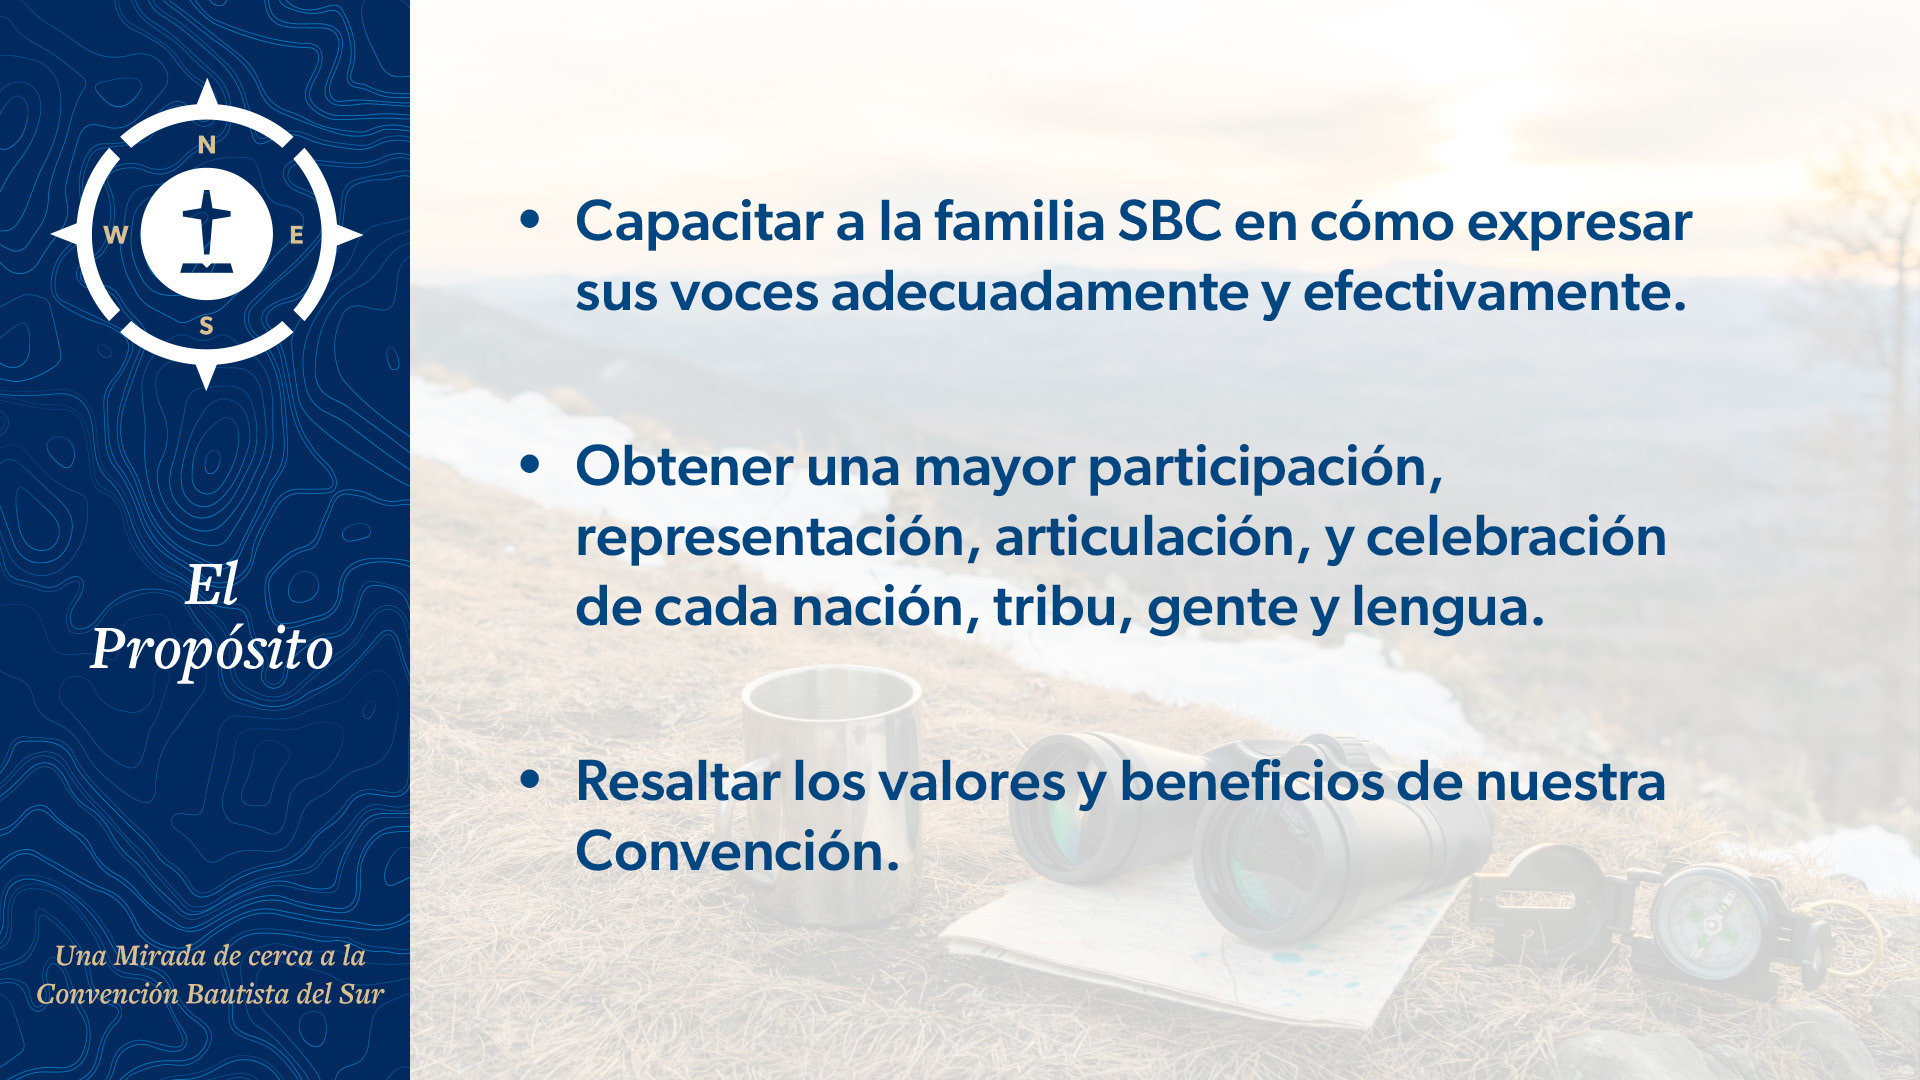 N
W
E
S
El
Propósito
Una Mirada de cerca a la
Convención Bautista del Sur
• Capacitar a la familia SBC en cómo expresar
sus voces adecuadamente y efectivamente.
• Obtener una mayor participación,
representación, articulación, y celebración
de cada nación, tribu, gente y lengua.
• Resaltar los valores y beneficios de nuestra
Convención.